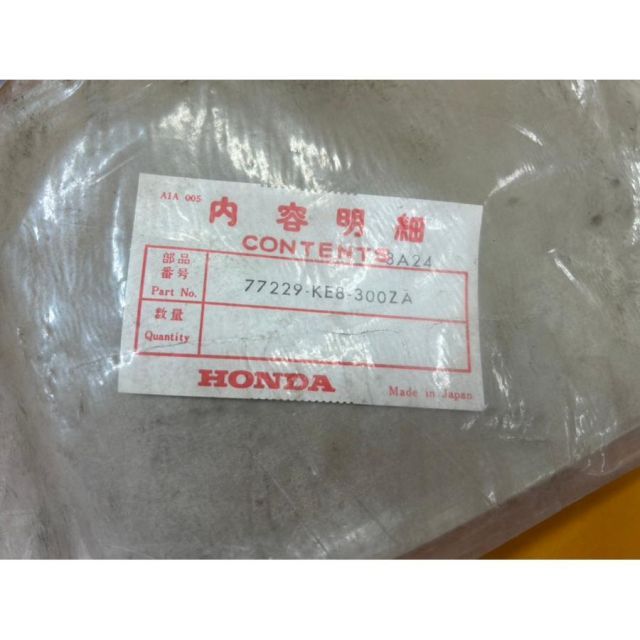 A1A 005
内容明細
CONTENTS
8A24
部品
番号
Part No.
77229-KE8-300ZA
数量
Quantity
HONDA
Made in Japan